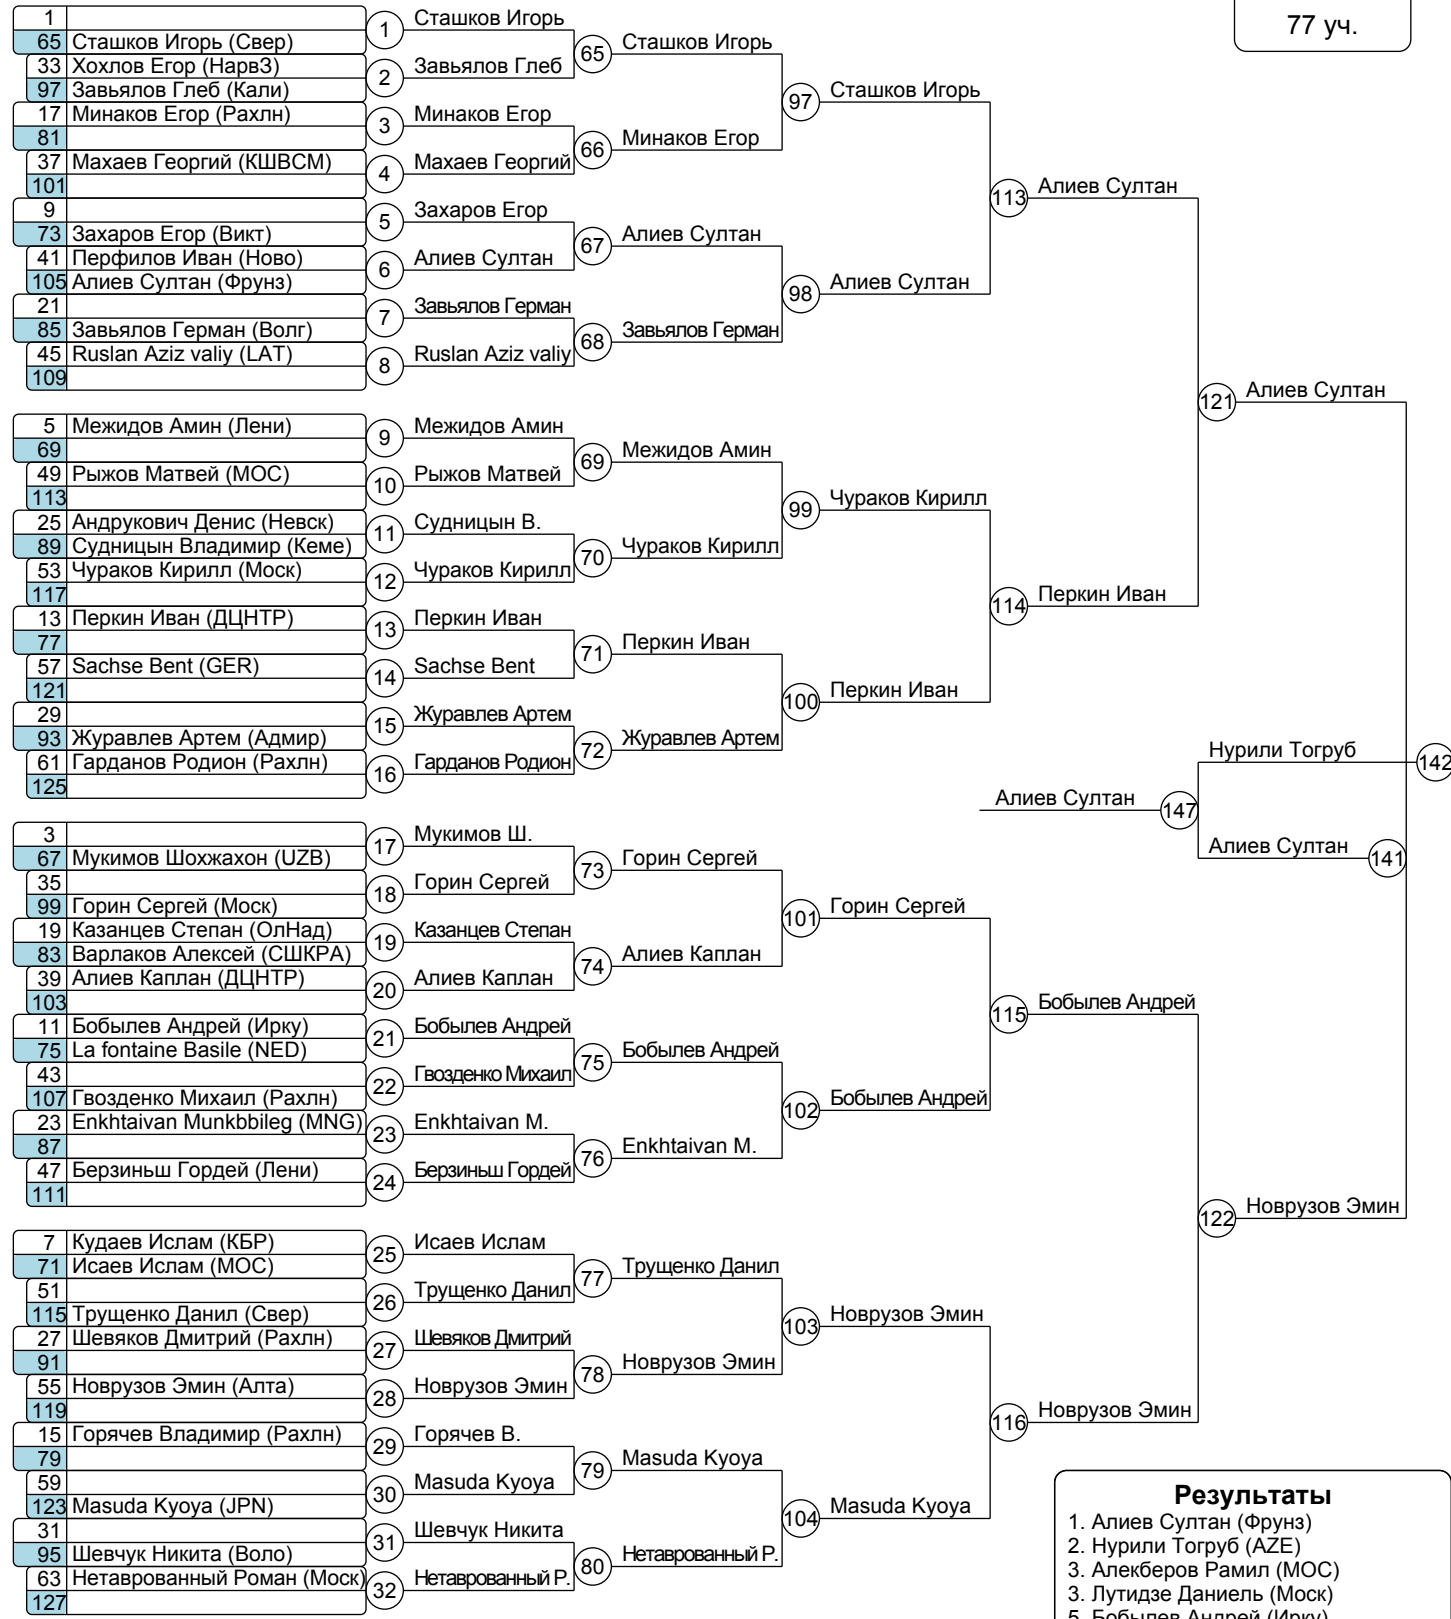 77 уч.
1
65 Сташков Игорь (Свер)
33 Хохлов Егор (НарвЗ)
97 Завьялов Глеб (Кали)
17 Минаков Егор (Рахлн)
81
37 Махаев Георгий (КШВСМ)
101
9
73 Захаров Егор (Викт)
41 Перфилов Иван (Ново)
105 Алиев Султан (Фрунз)
21
85 Завьялов Герман (Волг)
45 Ruslan Aziz valiy (LAT)
109
5 Межидов Амин (Лени)
69
49 Рыжов Матвей (МОС)
113
25 Андрукович Денис (Невск)
89 Судницын Владимир (Кеме)
53 Чураков Кирилл (Моск)
117
13 Перкин Иван (ДЦНТР)
77
57 Sachse Bent (GER)
121
29
93 Журавлев Артем (Адмир)
61 Гарданов Родион (Рахлн)
125
3
67 Мукимов Шохжахон (UZB)
35
99 Горин Сергей (Моск)
19 Казанцев Степан (ОлНад)
83 Варлаков Алексей (СШКРА)
39 Алиев Каплан (ДЦНТР)
103
11 Бобылев Андрей (Ирку)
75 La fontaine Basile (NED)
43
107 Гвозденко Михаил (Рахлн)
23 Enkhtaivan Munkbbileg (MNG)
87
47 Берзиньш Гордей (Лени)
111
7 Кудаев Ислам (КБР)
71 Исаев Ислам (МОС)
51
115 Трущенко Данил (Свер)
27 Шевяков Дмитрий (Рахлн)
91
55 Новрузов Эмин (Алта)
119
15 Горячев Владимир (Рахлн)
79
59
123 Masuda Kyoya (JPN)
31
95 Шевчук Никита (Воло)
63 Нетаврованный Роман (Моск)
127
1 Сташков Игорь
2 Завьялов Глеб
3 Минаков Егор
4 Махаев Георгий
5 Захаров Егор
6 Алиев Султан
7 Завьялов Герман
8 Ruslan Aziz valiy
9 Межидов Амин
10 Рыжов Матвей
11 Судницын В.
12 Чураков Кирилл
13 Перкин Иван
14 Sachse Bent
15 Журавлев Артем
16 Гарданов Родион
17 Мукимов Ш.
18 Горин Сергей
19 Казанцев Степан
20 Алиев Каплан
21 Бобылев Андрей
22 Гвозденко Михаил
23 Enkhtaivan M.
24 Берзиньш Гордей
25 Исаев Ислам
26 Трущенко Данил
27 Шевяков Дмитрий
28 Новрузов Эмин
29 Горячев В.
30 Masuda Kyoya
31 Шевчук Никита
32 Нетаврованный Р.
65 Сташков Игорь
66 Минаков Егор
67 Алиев Султан
68 Завьялов Герман
69 Межидов Амин
70 Чураков Кирилл
71 Перкин Иван
72 Журавлев Артем
73 Горин Сергей
74 Алиев Каплан
75 Бобылев Андрей
76 Enkhtaivan M.
77 Трущенко Данил
78 Новрузов Эмин
79 Masuda Kyoya
80 Нетаврованный Р.
97 Сташков Игорь
98 Алиев Султан
99 Чураков Кирилл
100 Перкин Иван
101 Горин Сергей
102 Бобылев Андрей
103 Новрузов Эмин
104 Masuda Kyoya
113 Алиев Султан
114 Перкин Иван
115 Бобылев Андрей
116 Новрузов Эмин
121 Алиев Султан
122 Новрузов Эмин
Нурили Тогруб 142
Алиев Султан 147
Алиев Султан 141
Результаты
1. Алиев Султан (Фрунз)
2. Нурили Тогруб (AZE)
3. Алекберов Рамил (МОС)
3. Лутидзе Даниель (Моск)
5. Бобылев Андрей (Ирку)